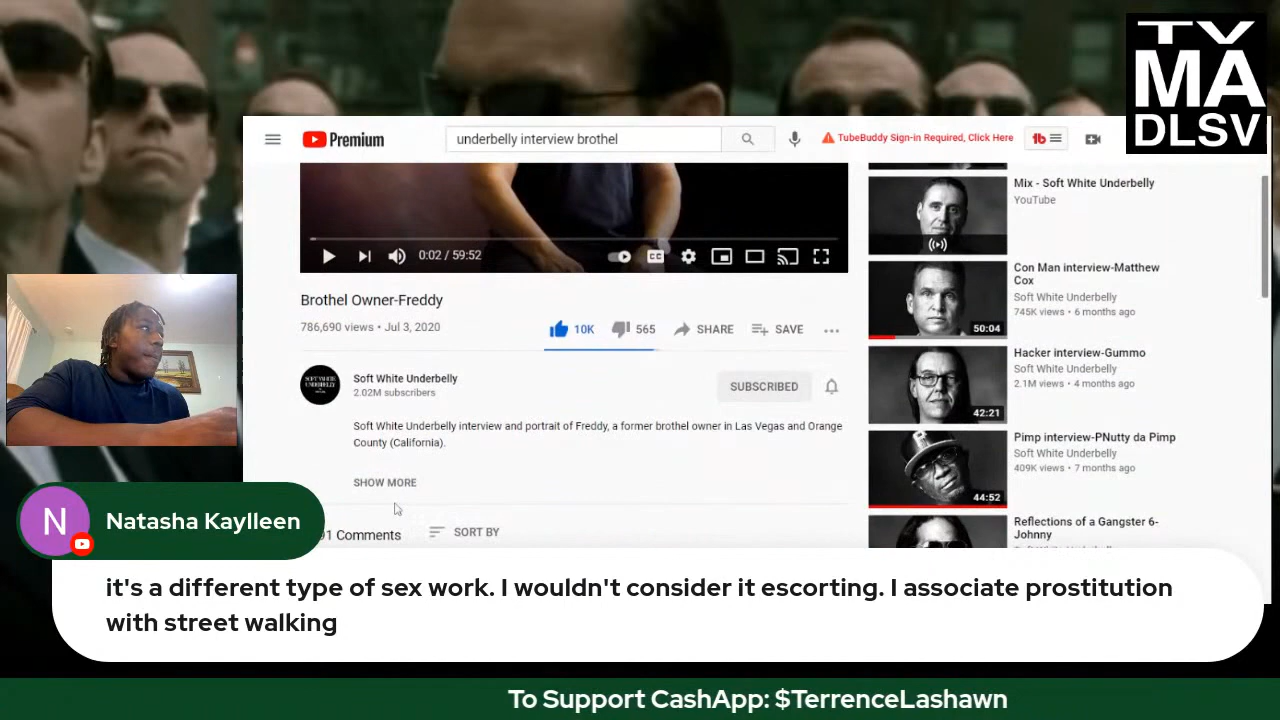 TV
MA
DLSV
Premium
underbelly interview brothel
TubeBuddy Sign-in Required, Click Here
tb
0:02 / 59:52
CC
Brothel Owner-Freddy
786,690 views • Jul 3, 2020
10K
565
SHARE
SAVE
SOFT WHITE
UNDERBELLY
Soft White Underbelly
2.02M subscribers
SUBSCRIBED
Soft White Underbelly interview and portrait of Freddy, a former brothel owner in Las Vegas and Orange
County (California).
SHOW MORE
Comments
SORT BY
Mix - Soft White Underbelly
YouTube
Con Man interview-Matthew
Cox
Soft White Underbelly
745K views • 6 months ago
50:04
Hacker interview-Gummo
Soft White Underbelly
2.1M views • 4 months ago
42:21
Pimp interview-PNutty da Pimp
Soft White Underbelly
409K views • 7 months ago
44:52
Reflections of a Gangster 6-
Johnny
N
Natasha Kaylleen
it's a different type of sex work. I wouldn't consider it escorting. I associate prostitution
with street walking
To Support CashApp: $TerrenceLashawn